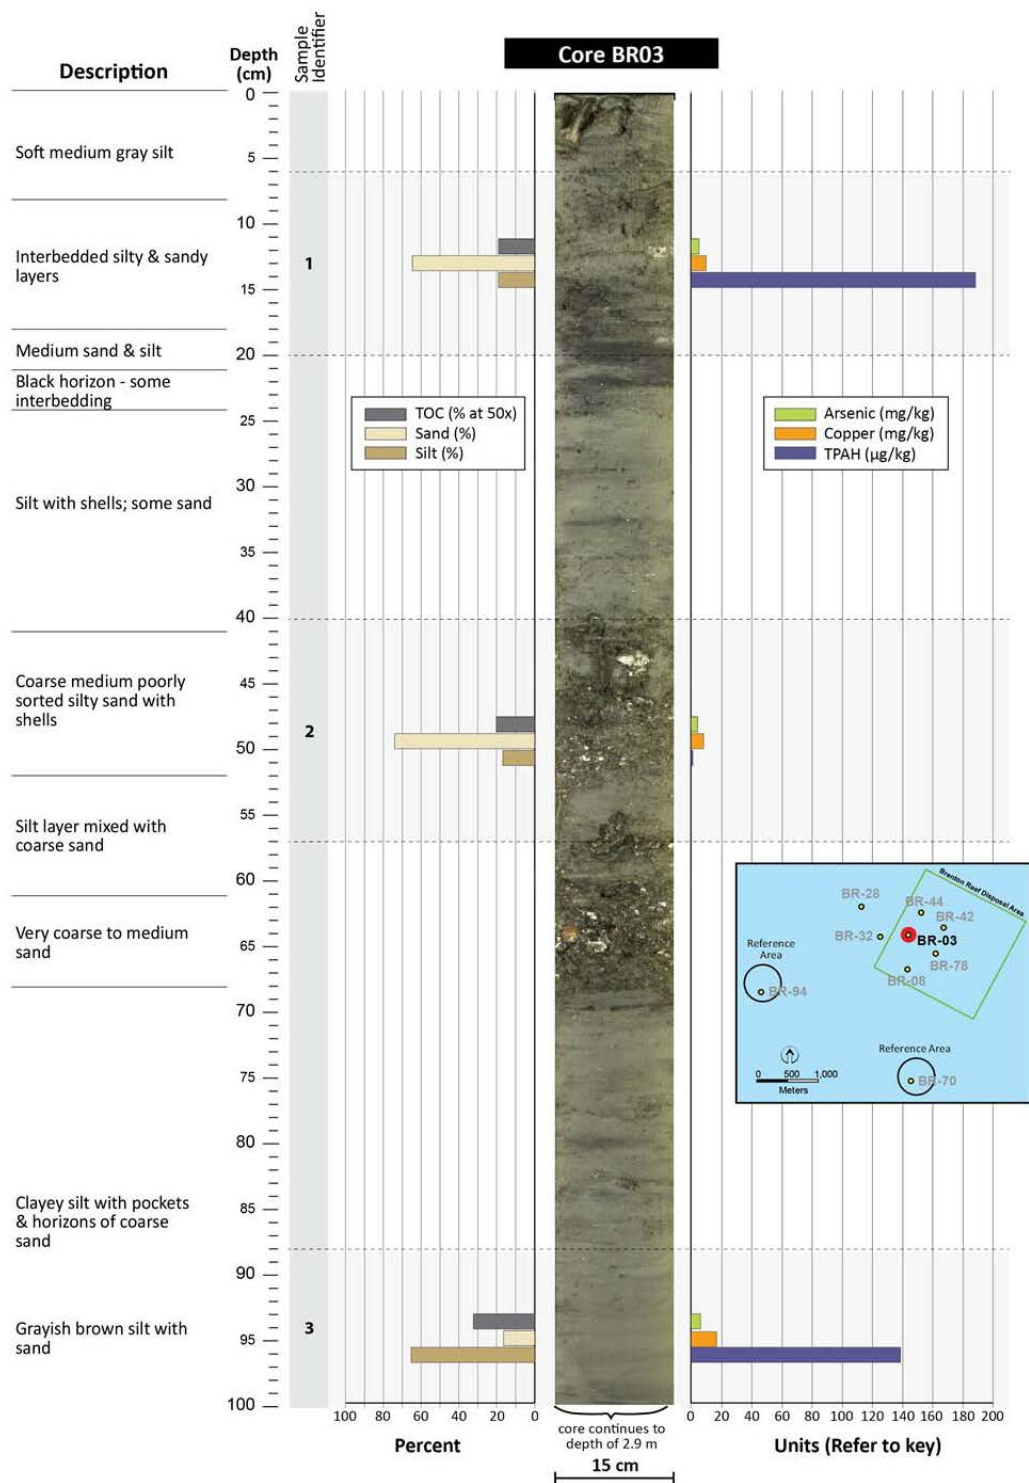 Core BR03
Description
Depth
(cm)
Sample
Identifier
0
5
10
15
20
25
30
35
40
45
50
55
60
65
70
75
80
85
90
95
100
Soft medium gray silt
Interbedded silty & sandy
layers
Medium sand & silt
Black horizon - some
interbedding
Silt with shells; some sand
Coarse medium poorly
sorted silty sand with
shells
Silt layer mixed with
coarse sand
Very coarse to medium
sand
Clayey silt with pockets
& horizons of coarse
sand
Grayish brown silt with
sand
1
2
3
TOC (% at 50x)
Sand (%)
Silt (%)
Arsenic (mg/kg)
Copper (mg/kg)
TPAH (µg/kg)
Brenton Reef Disposal Area
BR-28
BR-44
BR-42
BR-32
BR-03
BR-78
BR-08
Reference
Area
BR-94
Reference Area
BR-70
0 500 1,000
Meters
100 80 60 40 20 0
Percent
core continues to
depth of 2.9 m
15 cm
0 20 40 60 80 100 120 140 160 180 200
Units (Refer to key)